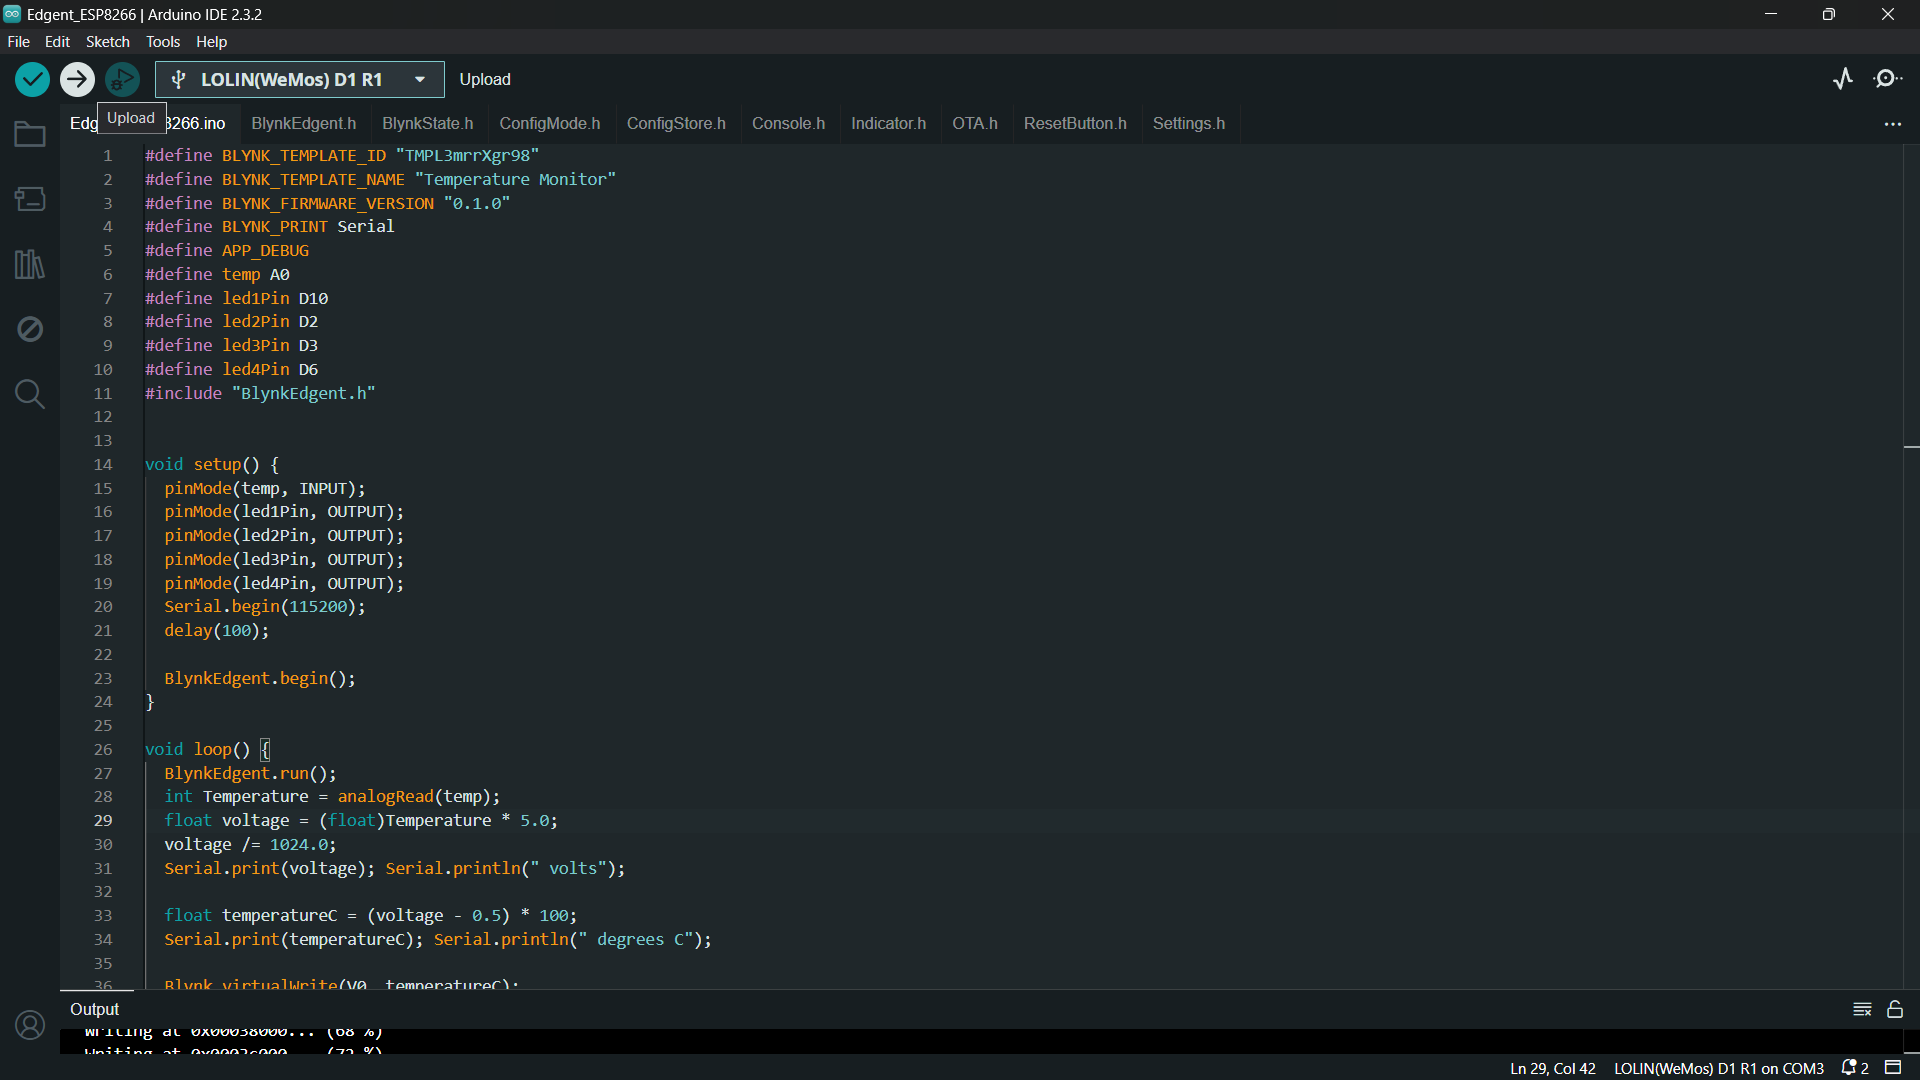 Edgent_ESP8266 | Arduino IDE 2.3.2
File Edit Sketch Tools Help
LOLIN(WeMos) D1 R1 Upload
Upload
Edg 8266.ino BlynkEdgent.h BlynkState.h ConfigMode.h ConfigStore.h Console.h Indicator.h OTA.h ResetButton.h Settings.h
1 #define BLYNK_TEMPLATE_ID "TMPL3mrrXgr98"
2 #define BLYNK_TEMPLATE_NAME "Temperature Monitor"
3 #define BLYNK_FIRMWARE_VERSION "0.1.0"
4 #define BLYNK_PRINT Serial
5 #define APP_DEBUG
6 #define temp A0
7 #define led1Pin D10
8 #define led2Pin D2
9 #define led3Pin D3
10 #define led4Pin D6
11 #include "BlynkEdgent.h"
12
13
14 void setup() {
15 pinMode(temp, INPUT);
16 pinMode(led1Pin, OUTPUT);
17 pinMode(led2Pin, OUTPUT);
18 pinMode(led3Pin, OUTPUT);
19 pinMode(led4Pin, OUTPUT);
20 Serial.begin(115200);
21 delay(100);
22
23 BlynkEdgent.begin();
24 }
25
26 void loop() {
27 BlynkEdgent.run();
28 int Temperature = analogRead(temp);
29 float voltage = (float)Temperature * 5.0;
30 voltage /= 1024.0;
31 Serial.print(voltage); Serial.println(" volts");
32
33 float temperatureC = (voltage - 0.5) * 100;
34 Serial.print(temperatureC); Serial.println(" degrees C");
35
36 Blynk.virtualWrite(V0, temperatureC);
Output
Writing at 0x00038000... (68 %)
Writing at 0x0003c000... (72 %)
Ln 29, Col 42 LOLIN(WeMos) D1 R1 on COM3 2